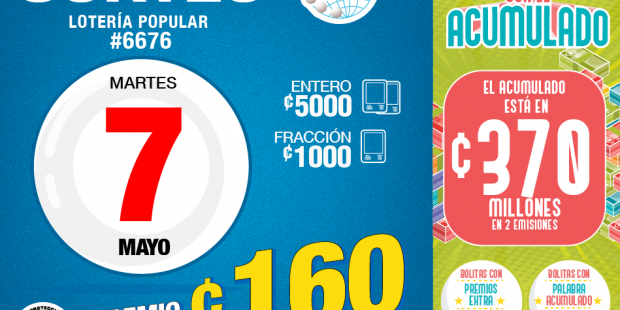 SORTEO
LOTERÍA POPULAR
#6676
MARTES
7
MAYO
ENTERO
¢5000
FRACCIÓN
¢1000
¢160
ACUMULADO
EL ACUMULADO
ESTÁ EN
¢370
MILLONES
EN 2 EMISIONES
BOLITAS CON
PREMIOS
EXTRA
BOLITAS CON
PALABRA
ACUMULADO